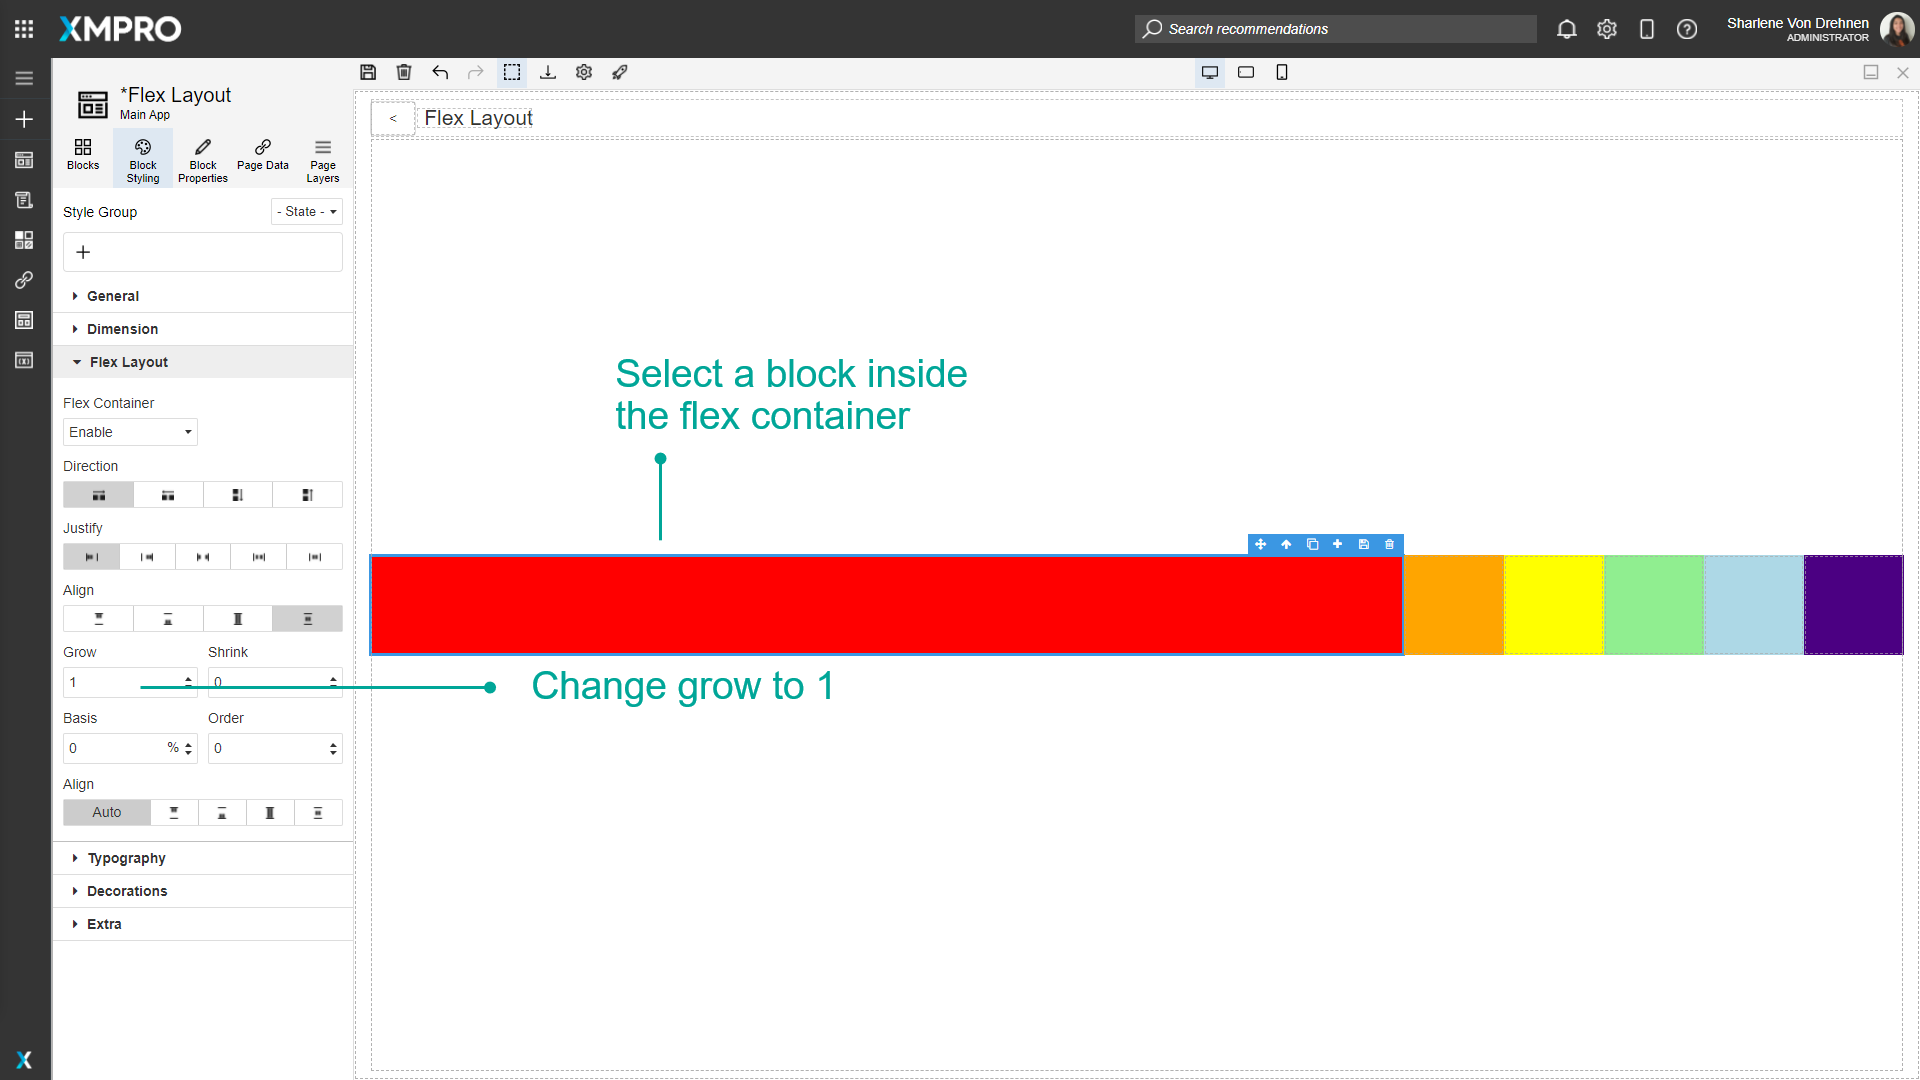 XMPRO
Search recommendations
Sharlene Von Drehnen
ADMINISTRATOR
*Flex Layout
Main App
Blocks
Block Styling
Block Properties
Page Data
Page Layers
< Flex Layout
Style Group
- State -
General
Dimension
Flex Layout
Flex Container
Enable
Direction
Justify
Align
Grow Shrink
1 0
Basis Order
0 % 0
Align
Auto
Typography
Decorations
Extra
Select a block inside
the flex container
Change grow to 1